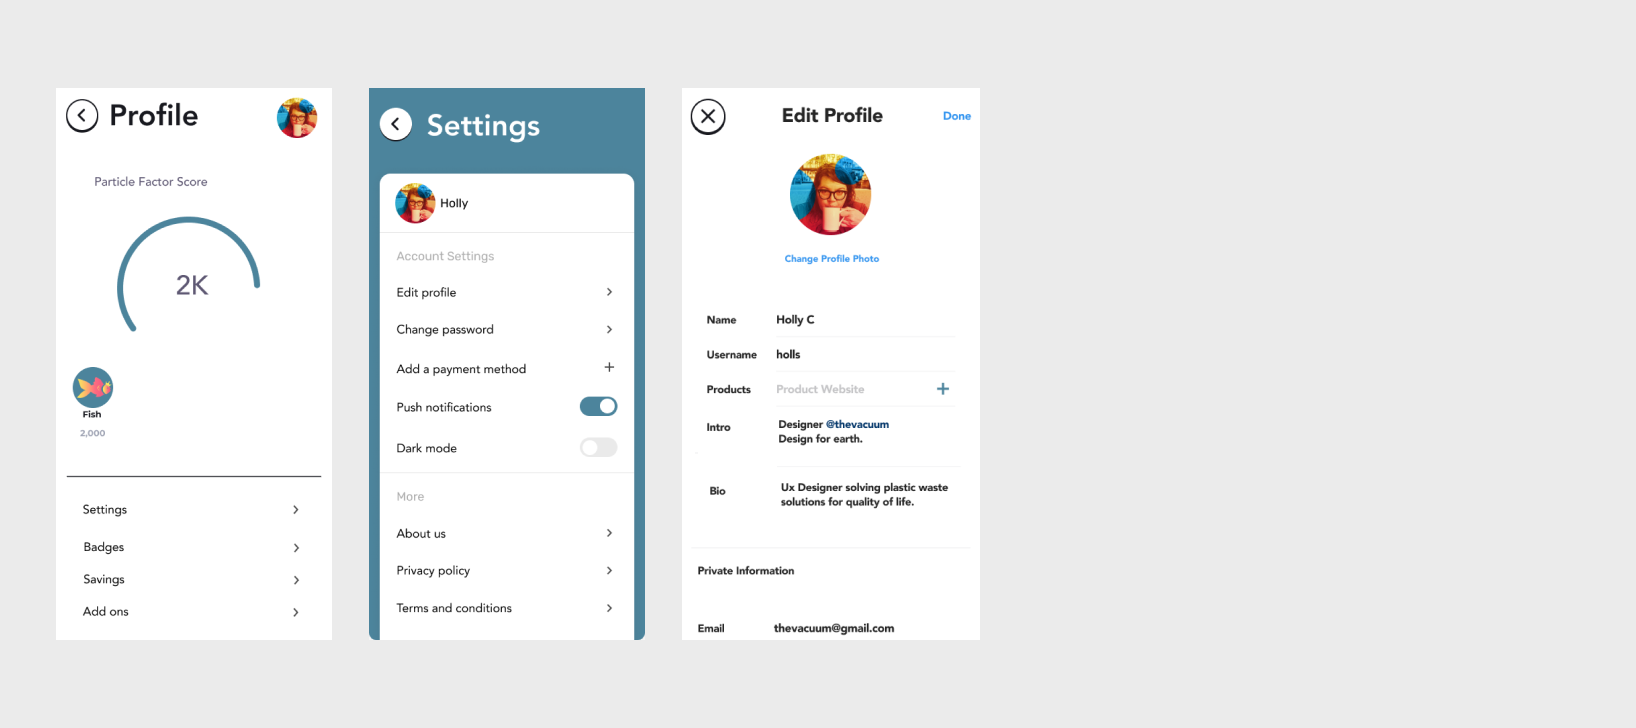 Profile
Particle Factor Score
2K
Fish
2,000
Settings
Badges
Savings
Add ons
Settings
Holly
Account Settings
Edit profile
Change password
Add a payment method
Push notifications
Dark mode
More
About us
Privacy policy
Terms and conditions
Edit Profile
Done
Change Profile Photo
Name Holly C
Username holls
Products Product Website
Intro Designer @thevacuum
Design for earth.
Bio Ux Designer solving plastic waste
solutions for quality of life.
Private Information
Email thevacuum@gmail.com